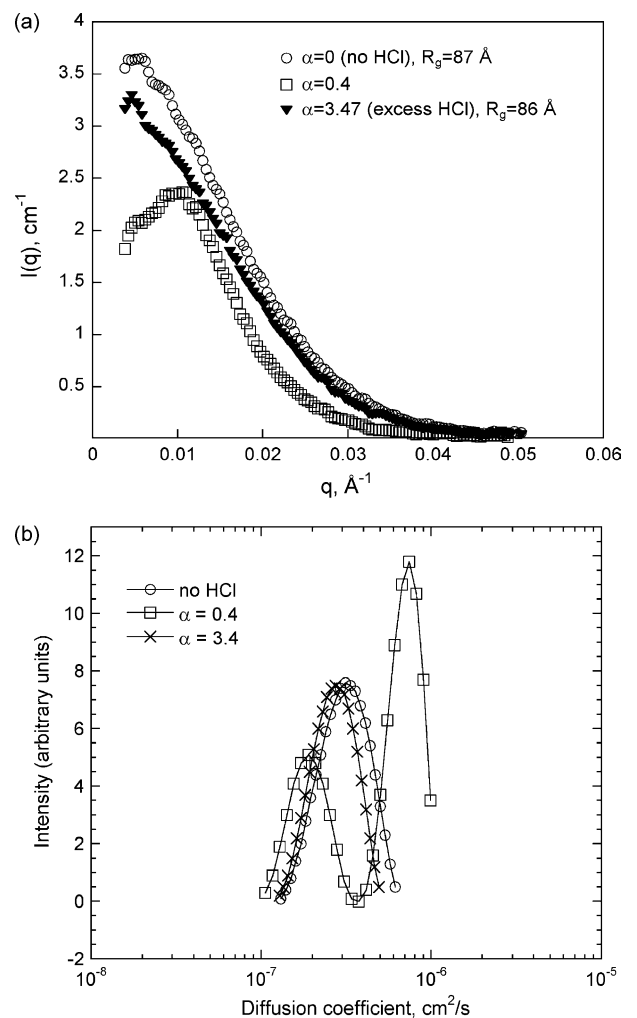 (a)
4
3.5
3
2.5
2
1.5
1
0.5
I(q), cm⁻¹
α=0 (no HCl), Rg=87 Å
α=0.4
α=3.47 (excess HCl), Rg=86 Å
0 0.01 0.02 0.03 0.04 0.05 0.06
q, Å⁻¹
(b)
12
10
8
6
4
2
0
-2
Intensity (arbitrary units)
no HCl
α = 0.4
α = 3.4
10⁻⁸ 10⁻⁷ 10⁻⁶ 10⁻⁵
Diffusion coefficient, cm²/s